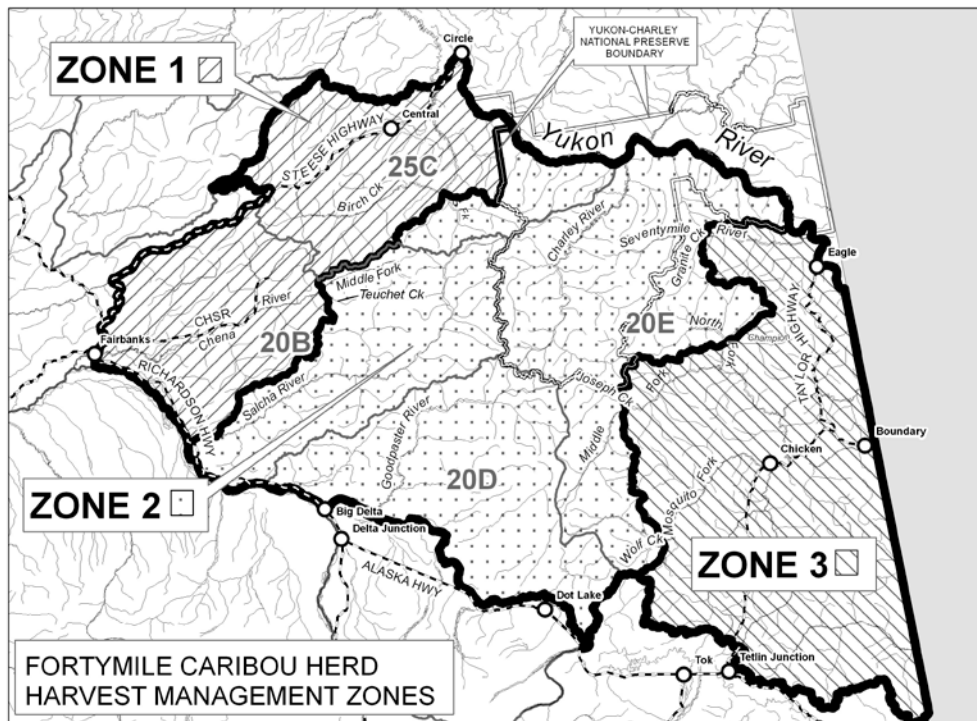 Circle
YUKON-CHARLEY
NATIONAL PRESERVE
BOUNDARY
ZONE 1
Central
STEESE HIGHWAY
Yukon
River
25C
Birch Ck
Fk
Charley River
Seventymile
River
Granite Ck
Eagle
Middle Fork
Teuchet Ck
CHSR
River
Chena
20B
20E
North
Fork
Champion
TAYLOR HIGHWAY
Fairbanks
RICHARDSON HWY
Salcha River
Joseph Ck
Fork
Middle
Goodpaster River
Boundary
Chicken
Mosquito Fork
20D
ZONE 2
Big Delta
Delta Junction
ALASKA HWY
Wolf Ck
ZONE 3
Dot Lake
Tok
Tetlin Junction
FORTYMILE CARIBOU HERD
HARVEST MANAGEMENT ZONES